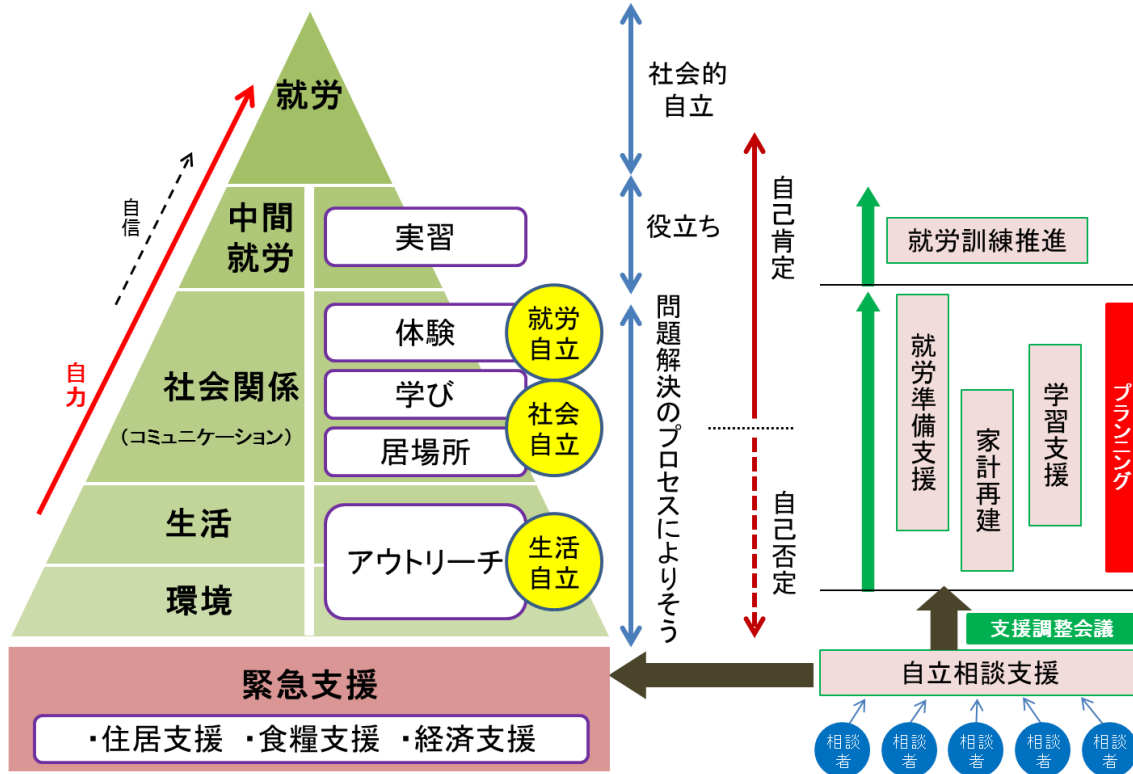 就労
中間
就労
実習
社会関係
（コミュニケーション）
体験
学び
居場所
就労
自立
社会
自立
生活
環境
アウトリーチ
生活
自立
自信
自力
緊急支援
・住居支援 ・食糧支援 ・経済支援
社会的
自立
役立ち
問題解決のプロセスによりそう
自己肯定
自己否定
就労訓練推進
就労準備支援
家計再建
学習支援
プランニング
支援調整会議
自立相談支援
相談
者
相談
者
相談
者
相談
者
相談
者